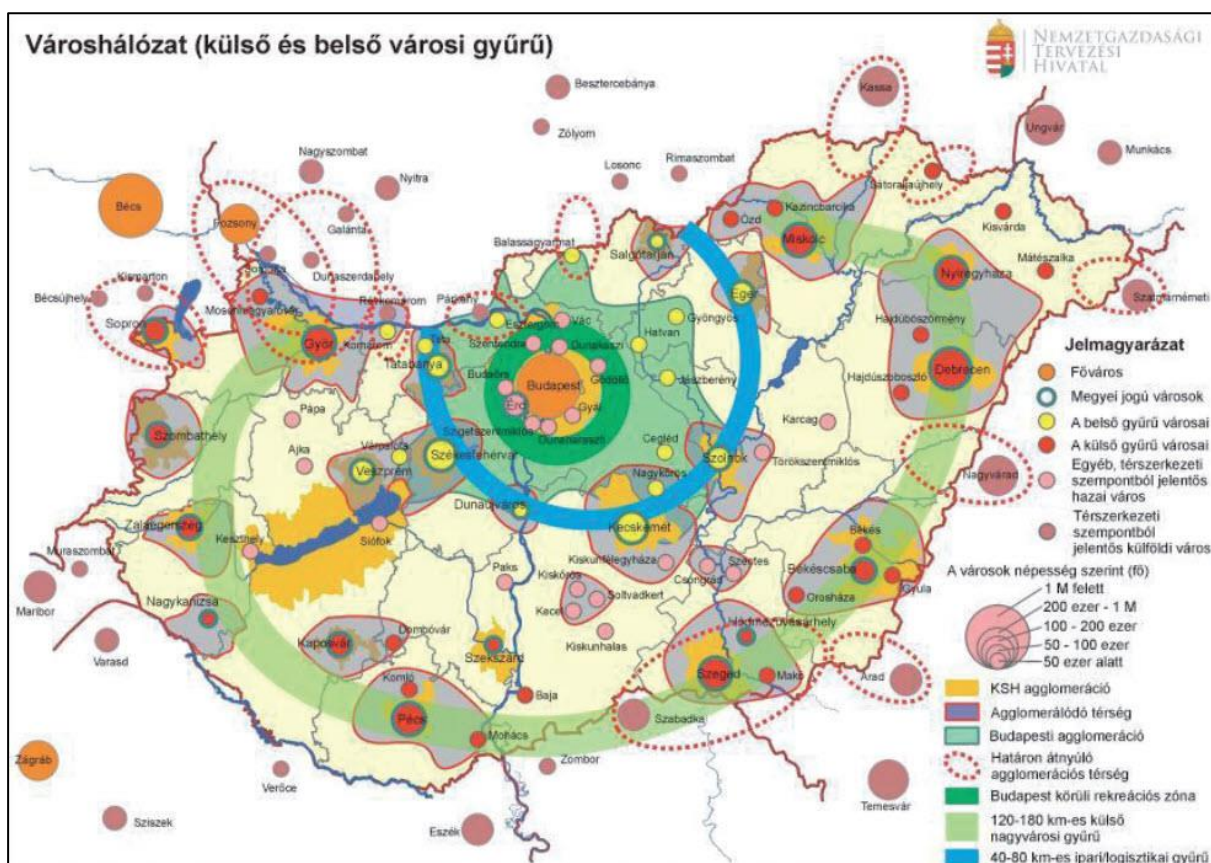 Városhálózat (külső és belső városi gyűrű)
NEMZETGAZDASÁGI
TERVEZÉSI
HIVATAL
Besztercebánya
Kassa
Zólyom
Ungvár
Munkács
Nagyszombat
Nyitra
Losonc
Rimaszombat
Sátoraljaújhely
Bécs
Pozsony
Galánta
Ózd
Kazincbarcika
Kisvárda
Balassagyarmat
Salgótarján
Miskolc
Kismarton
Dunaszerdahely
Bécsújhely
Mosonmagyaróvár
Révkomárom
Párkány
Nyíregyháza
Mátészalka
Szatmárnémeti
Sopron
Győr
Komárom
Esztergom
Vác
Eger
Gyöngyös
Hatvan
Tata
Tatabánya
Szentendre
Dunakeszi
Hajdúböszörmény
Budaörs
Budapest
Gödöllő
Jászberény
Hajdúszoboszló
Debrecen
Érd
Gyál
Pápa
Szombathely
Ajka
Várpalota
Veszprém
Székesfehérvár
Szigetszentmiklós
Dunaharaszti
Cegléd
Karcag
Nagykőrös
Szolnok
Törökszentmiklós
Nagyvárad
Dunaújváros
Kecskemét
Zalaegerszeg
Keszthely
Siófok
Muraszombat
Maribor
Paks
Kiskunfélegyháza
Kiskőrös
Csongrád
Szentes
Békés
Békéscsaba
Gyula
Nagykanizsa
Soltvadkert
Kecel
Orosháza
Varasd
Kaposvár
Dombóvár
Szekszárd
Kiskunhalas
Hódmezővásárhely
Komló
Baja
Szeged
Makó
Arad
Pécs
Mohács
Szabadka
Zágráb
Verőce
Zombor
Temesvár
Sziszek
Eszék
Jelmagyarázat
Főváros
Megyei jogú városok
A belső gyűrű városai
A külső gyűrű városai
Egyéb, térszerkezeti
szempontból jelentős
hazai város
Térszerkezeti
szempontból
jelentős külföldi város
A városok népesség szerint (fő)
1 M felett
200 ezer - 1 M
100 - 200 ezer
50 - 100 ezer
50 ezer alatt
KSH agglomeráció
Agglomerálódó térség
Budapesti agglomeráció
Határon átnyúló
agglomerációs térség
Budapest körüli rekreációs zóna
120-180 km-es külső
nagyvárosi gyűrű
40-80 km-es ipari/logisztikai gyűrű